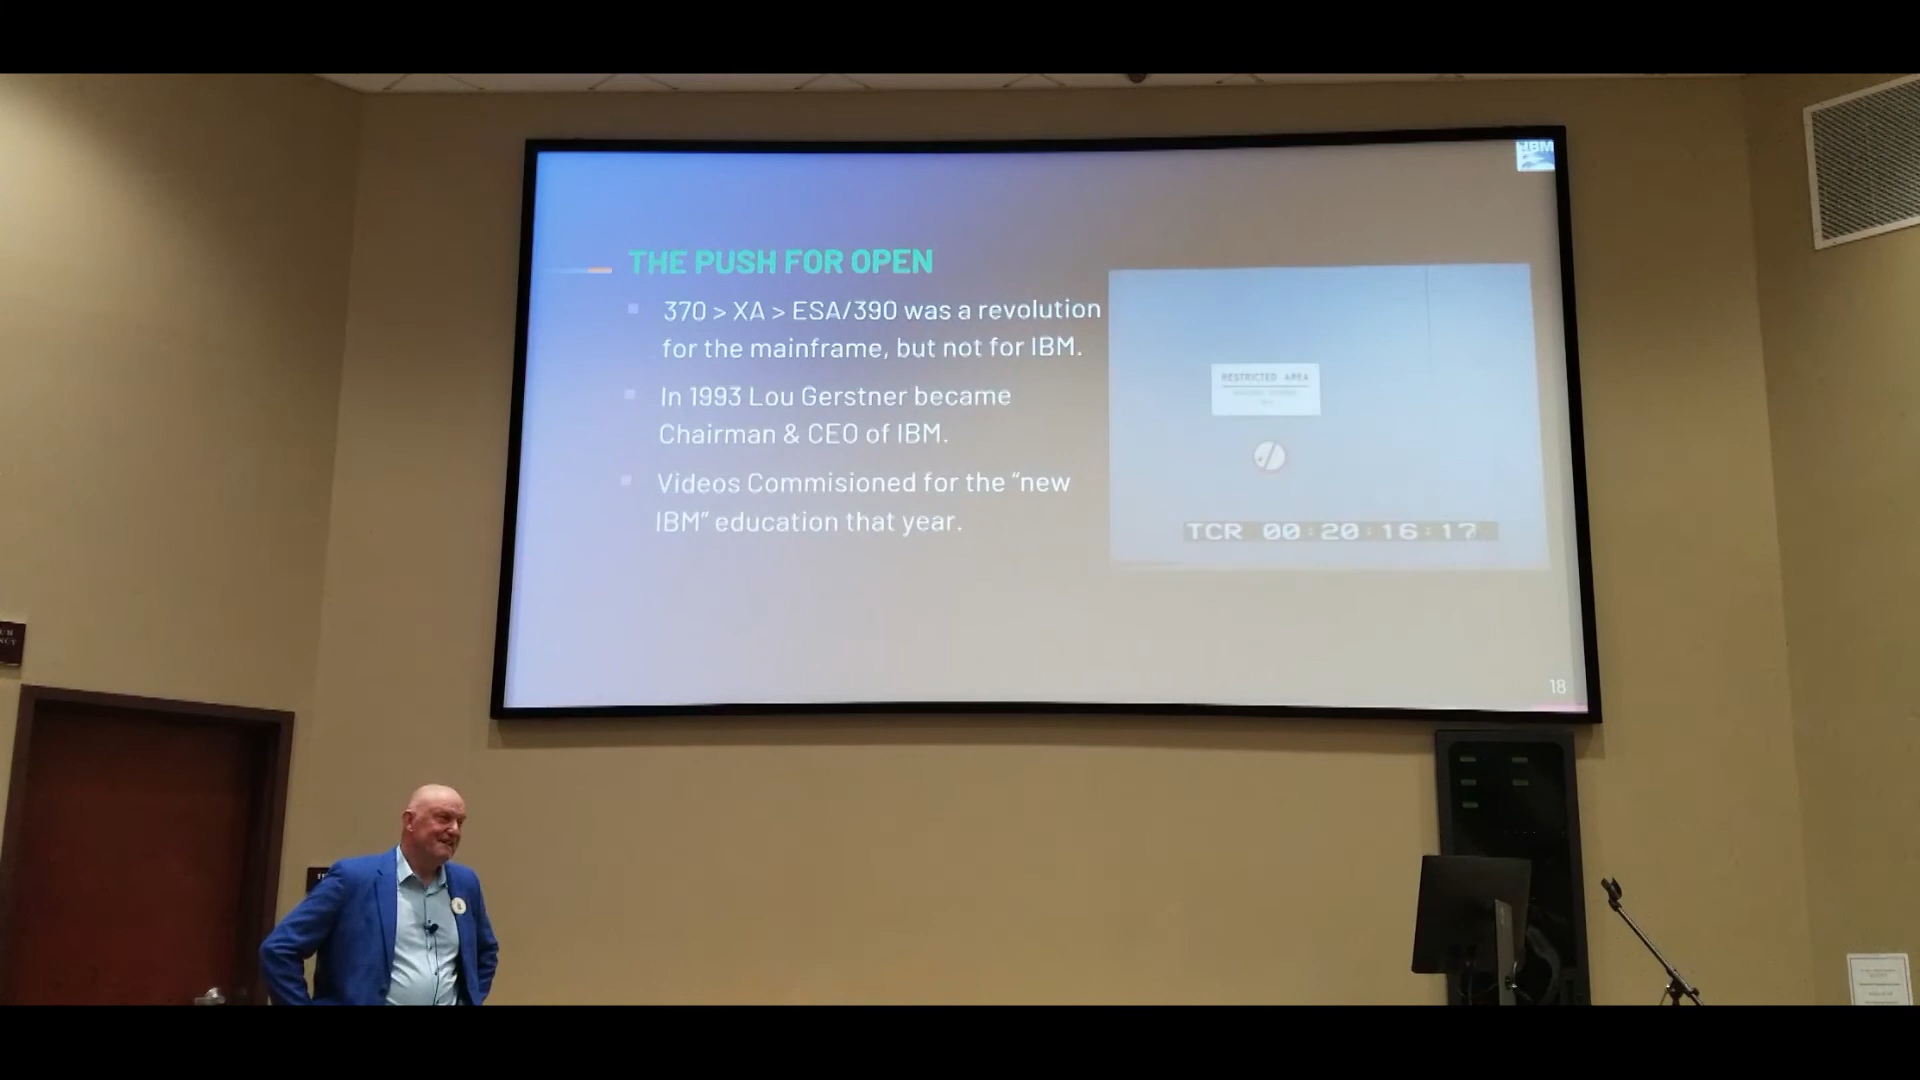 IBM
THE PUSH FOR OPEN
370 > XA > ESA/390 was a revolution
for the mainframe, but not for IBM.
In 1993 Lou Gerstner became
Chairman & CEO of IBM.
Videos Commisioned for the “new
IBM” education that year.
RESTRICTED AREA
TCR 00:20:16:17
18